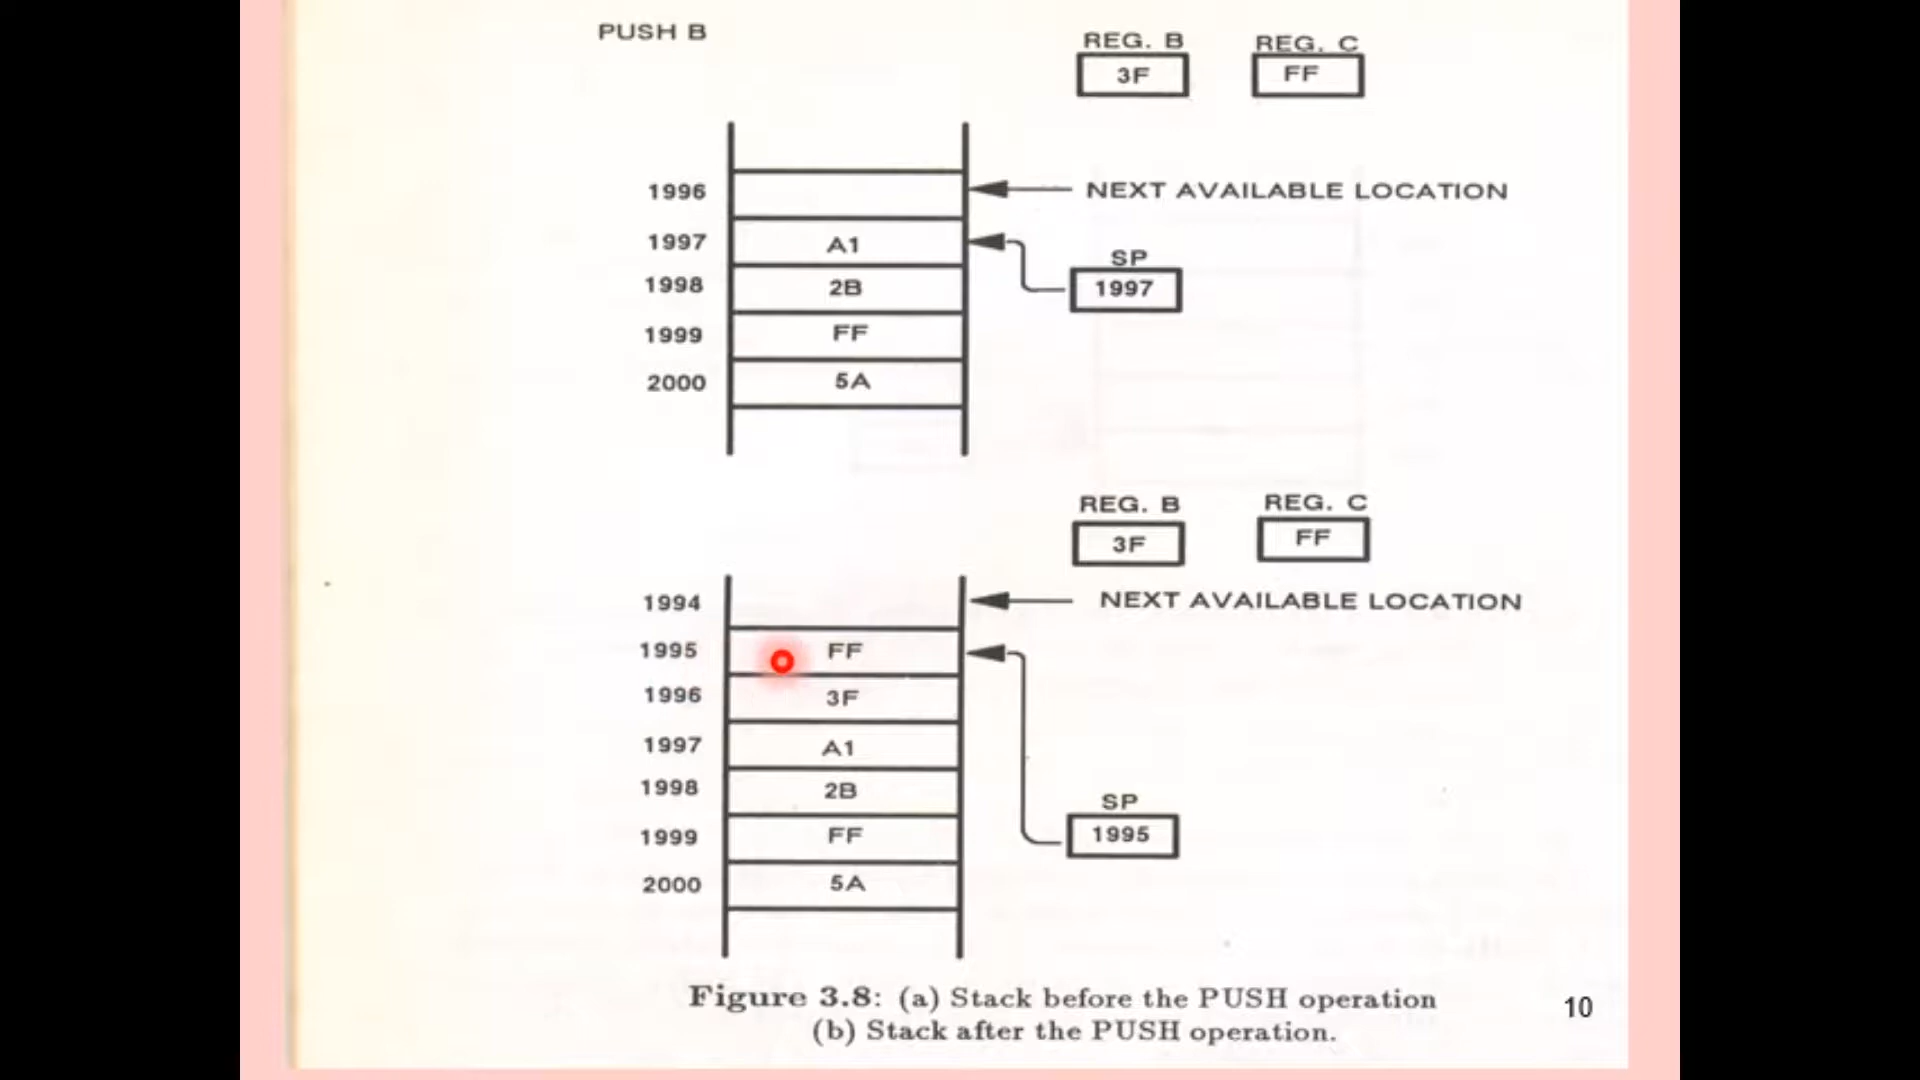 PUSH B
REG. B
REG. C
3F
FF
1996
NEXT AVAILABLE LOCATION
1997
A1
SP
1997
1998
2B
1999
FF
2000
5A
REG. B
REG. C
3F
FF
1994
NEXT AVAILABLE LOCATION
1995
FF
1996
3F
1997
A1
1998
2B
SP
1995
1999
FF
2000
5A
Figure 3.8: (a) Stack before the PUSH operation
(b) Stack after the PUSH operation.
10